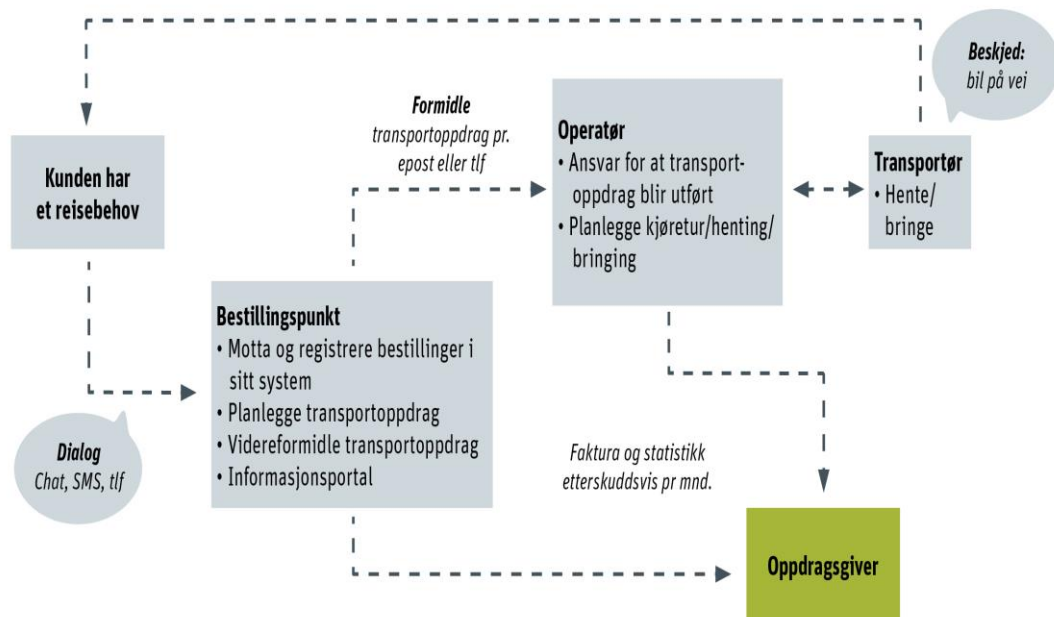 Beskjed:
bil på vei
Formidle
transportoppdrag pr.
epost eller tlf
Operatør
• Ansvar for at transport-
oppdrag blir utført
• Planlegge kjøretur/henting/
bringing
Transportør
• Hente/
bringe
Kunden har
et reisebehov
Bestillingspunkt
• Motta og registrere bestillinger i
sitt system
• Planlegge transportoppdrag
• Videreformidle transportoppdrag
• Informasjonsportal
Dialog
Chat, SMS, tlf
Faktura og statistikk
etterskuddsvis pr mnd.
Oppdragsgiver